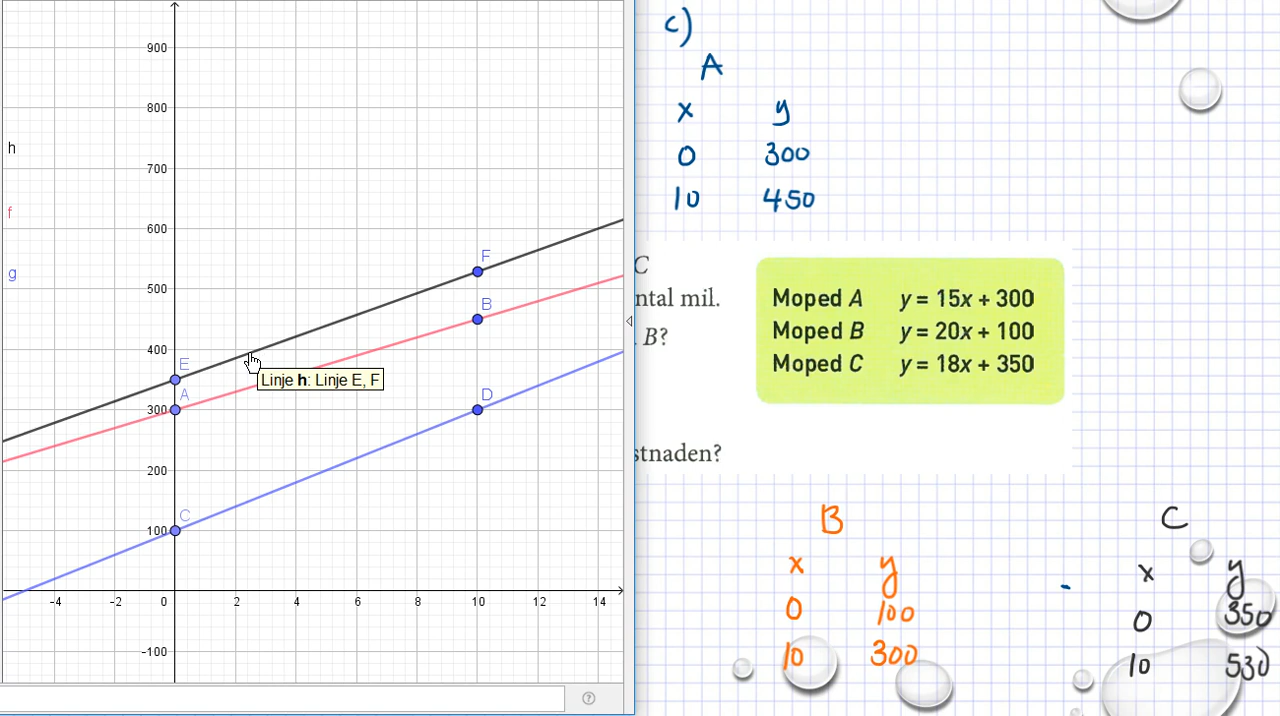 900
800
h
700
f
600
g
500
400
300
200
100
-100
-4 -2 0 2 4 6 8 10 12 14
F
B
E
A
D
C
Linje h: Linje E, F
c)
A
x y
0 300
10 450
C
ntal mil.
B?
stnaden?
Moped A y = 15x + 300
Moped B y = 20x + 100
Moped C y = 18x + 350
B
x y
0 100
10 300
C
x y
0 350
10 530
?